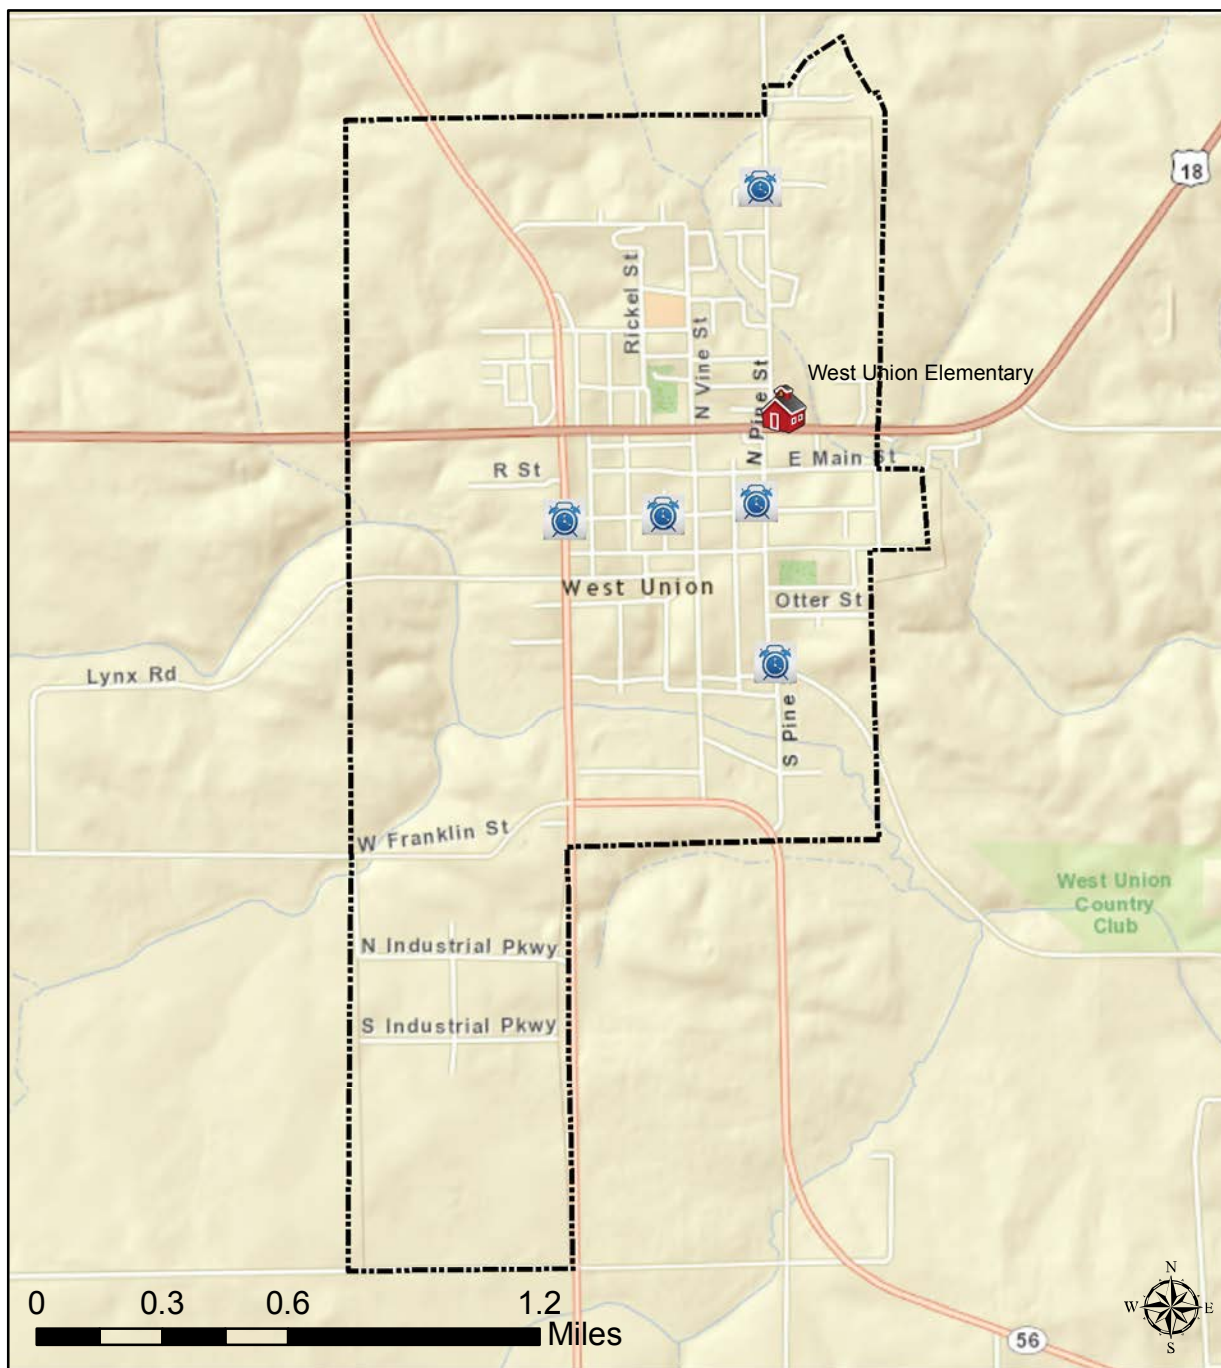 18
Rickel St
N Vine St
N Pine St
West Union Elementary
E Main St
R St
West Union
Otter St
Lynx Rd
S Pine
W Franklin St
West Union
Country
Club
N Industrial Pkwy
S Industrial Pkwy
0 0.3 0.6 1.2
Miles
N
W E
S
56